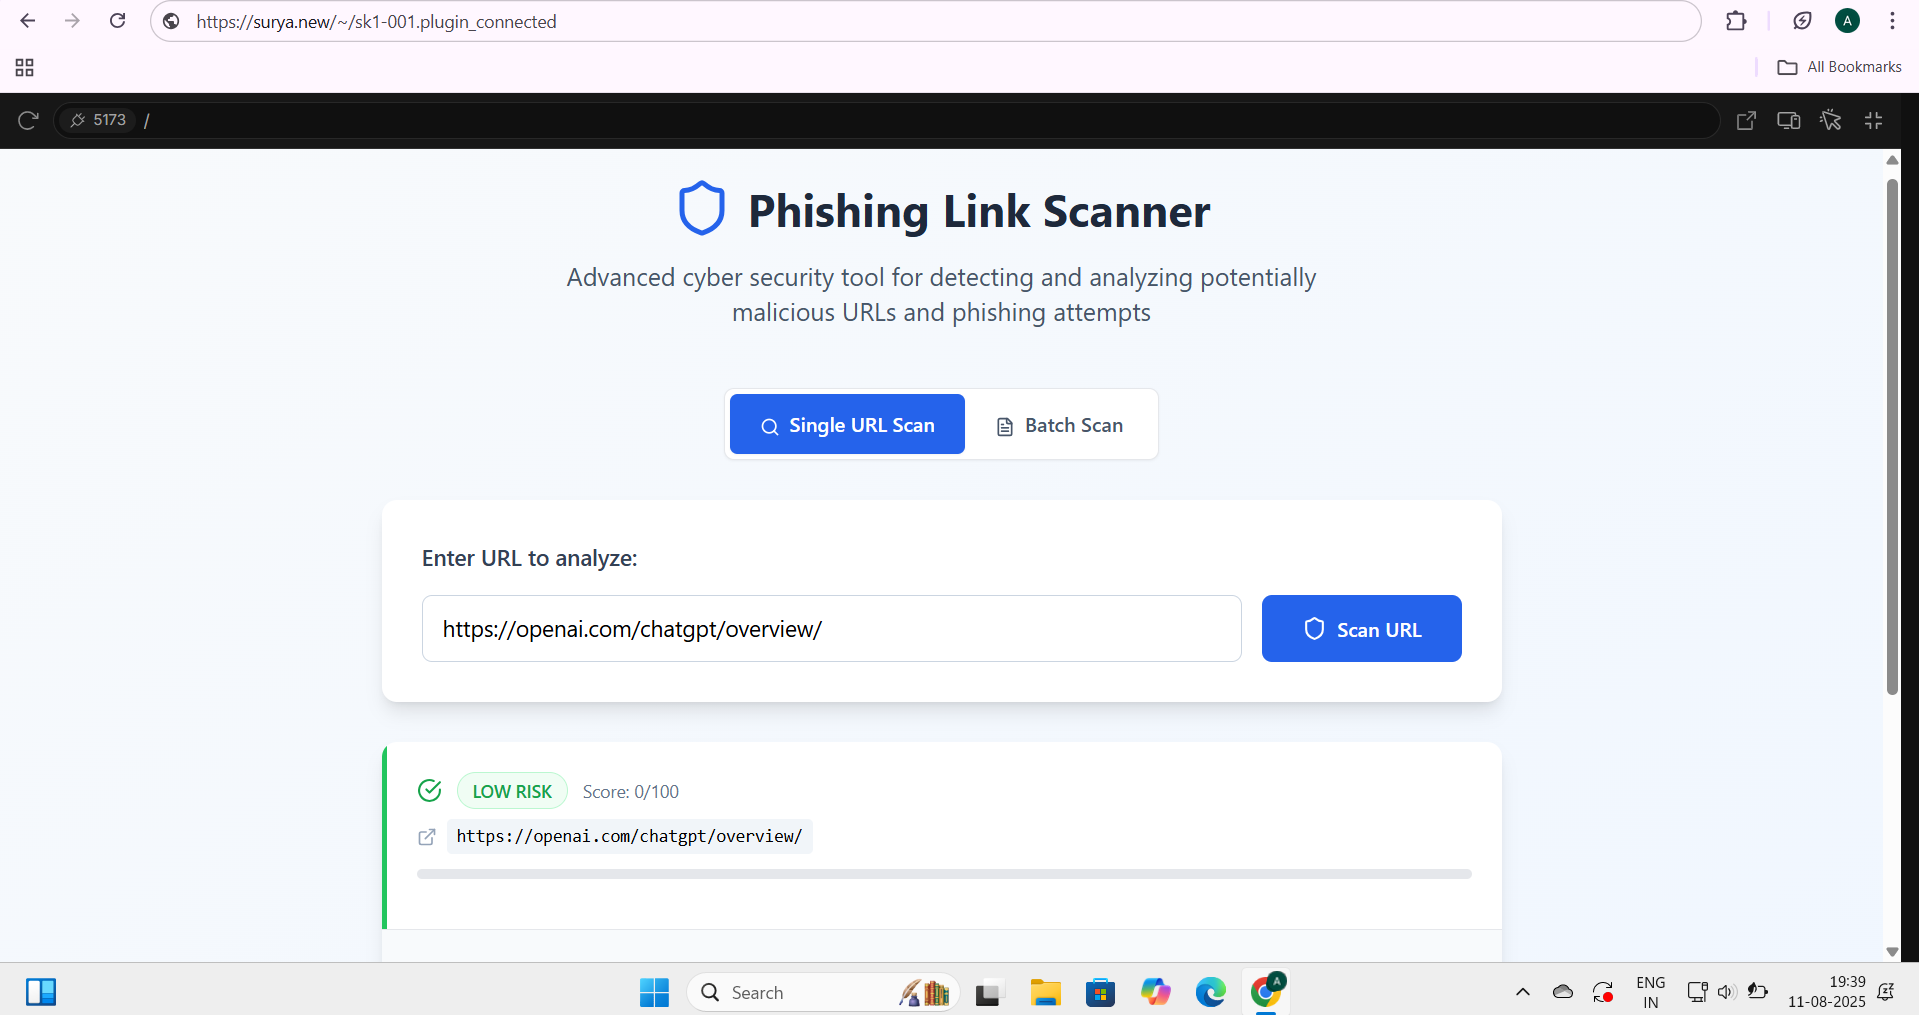 https://surya.new/~/sk1-001.plugin_connected
A
All Bookmarks
5173 /
Phishing Link Scanner
Advanced cyber security tool for detecting and analyzing potentially
malicious URLs and phishing attempts
Single URL Scan
Batch Scan
Enter URL to analyze:
https://openai.com/chatgpt/overview/
Scan URL
LOW RISK
Score: 0/100
https://openai.com/chatgpt/overview/
Search
A
ENG
IN
19:39
11-08-2025